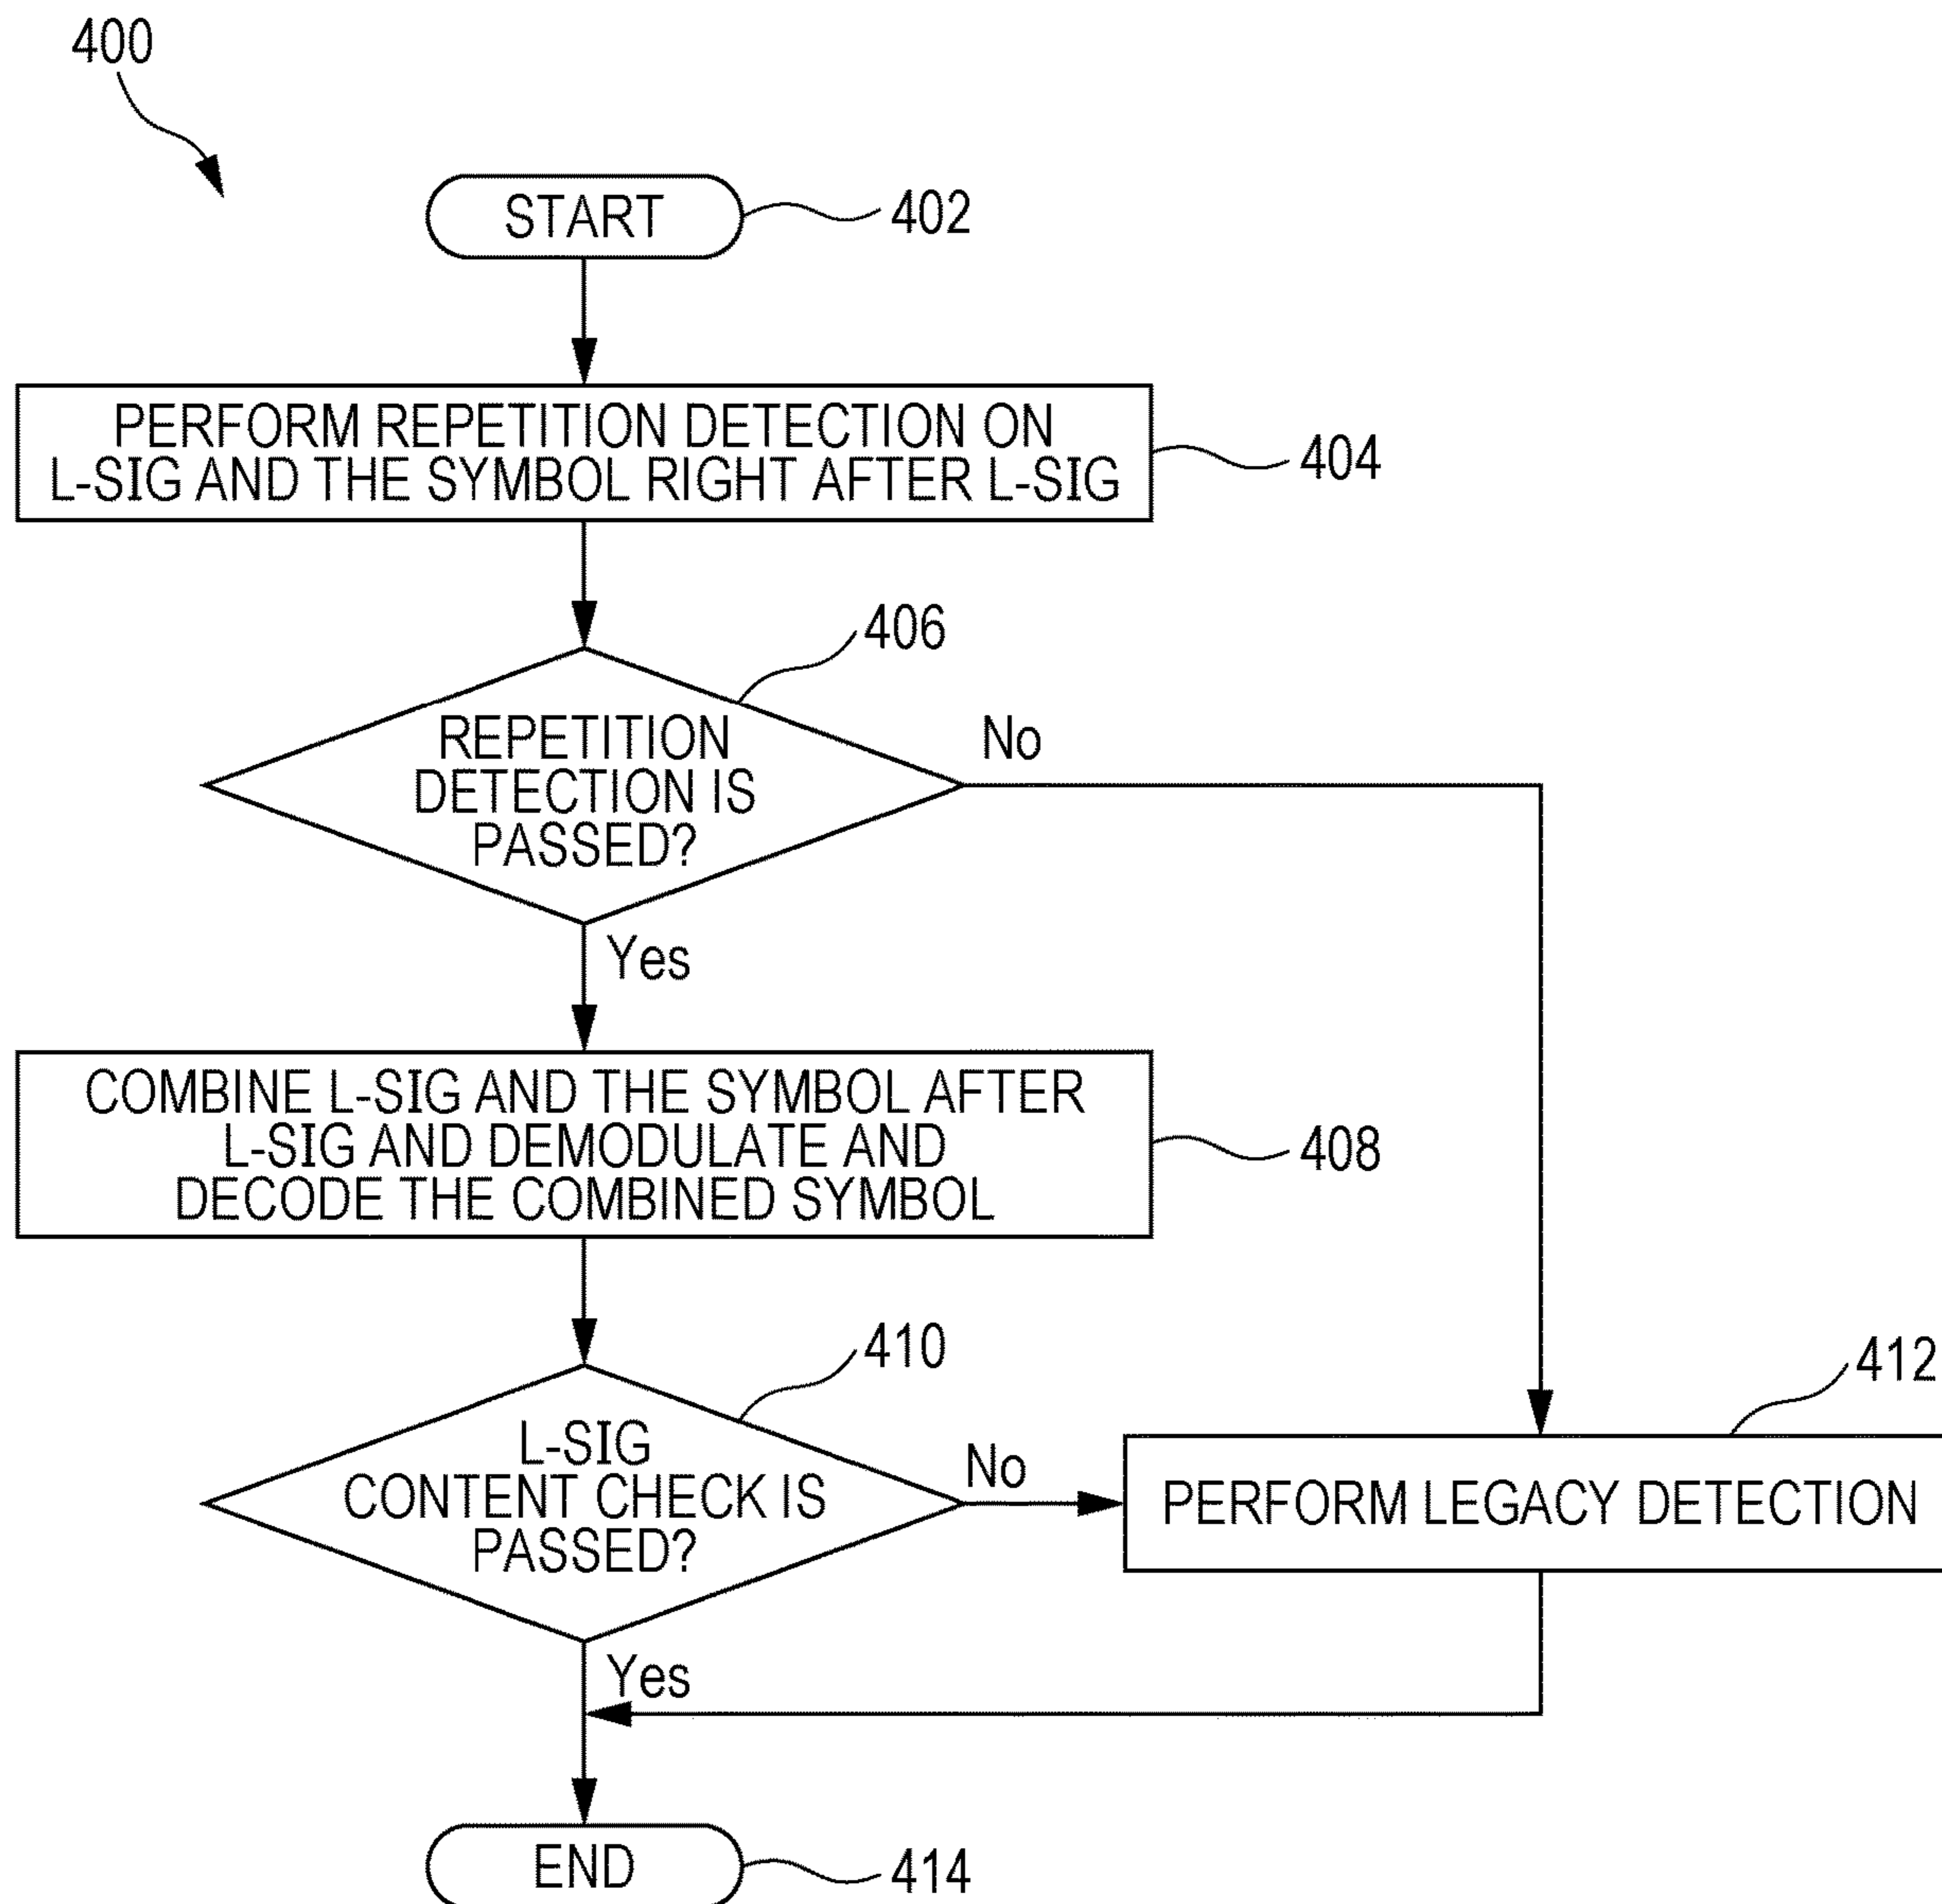 400
START
402
PERFORM REPETITION DETECTION ON
L-SIG AND THE SYMBOL RIGHT AFTER L-SIG
404
406
REPETITION
DETECTION IS
PASSED?
No
Yes
COMBINE L-SIG AND THE SYMBOL AFTER
L-SIG AND DEMODULATE AND
DECODE THE COMBINED SYMBOL
408
410
L-SIG
CONTENT CHECK IS
PASSED?
No
412
PERFORM LEGACY DETECTION
Yes
END
414